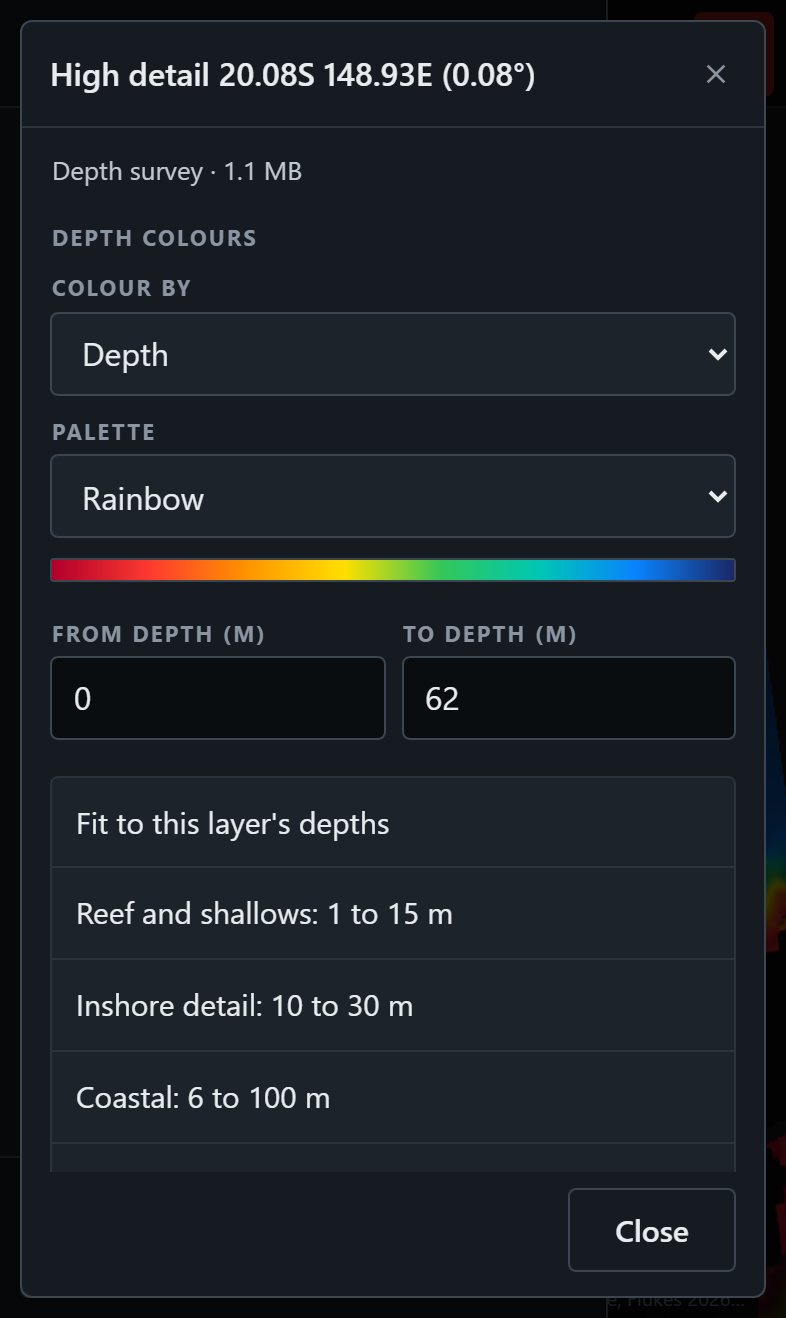 High detail 20.08S 148.93E (0.08°)
Depth survey · 1.1 MB
DEPTH COLOURS
COLOUR BY
Depth
PALETTE
Rainbow
FROM DEPTH (M)
TO DEPTH (M)
0
62
Fit to this layer's depths
Reef and shallows: 1 to 15 m
Inshore detail: 10 to 30 m
Coastal: 6 to 100 m
Close
e, Flukes 2026...